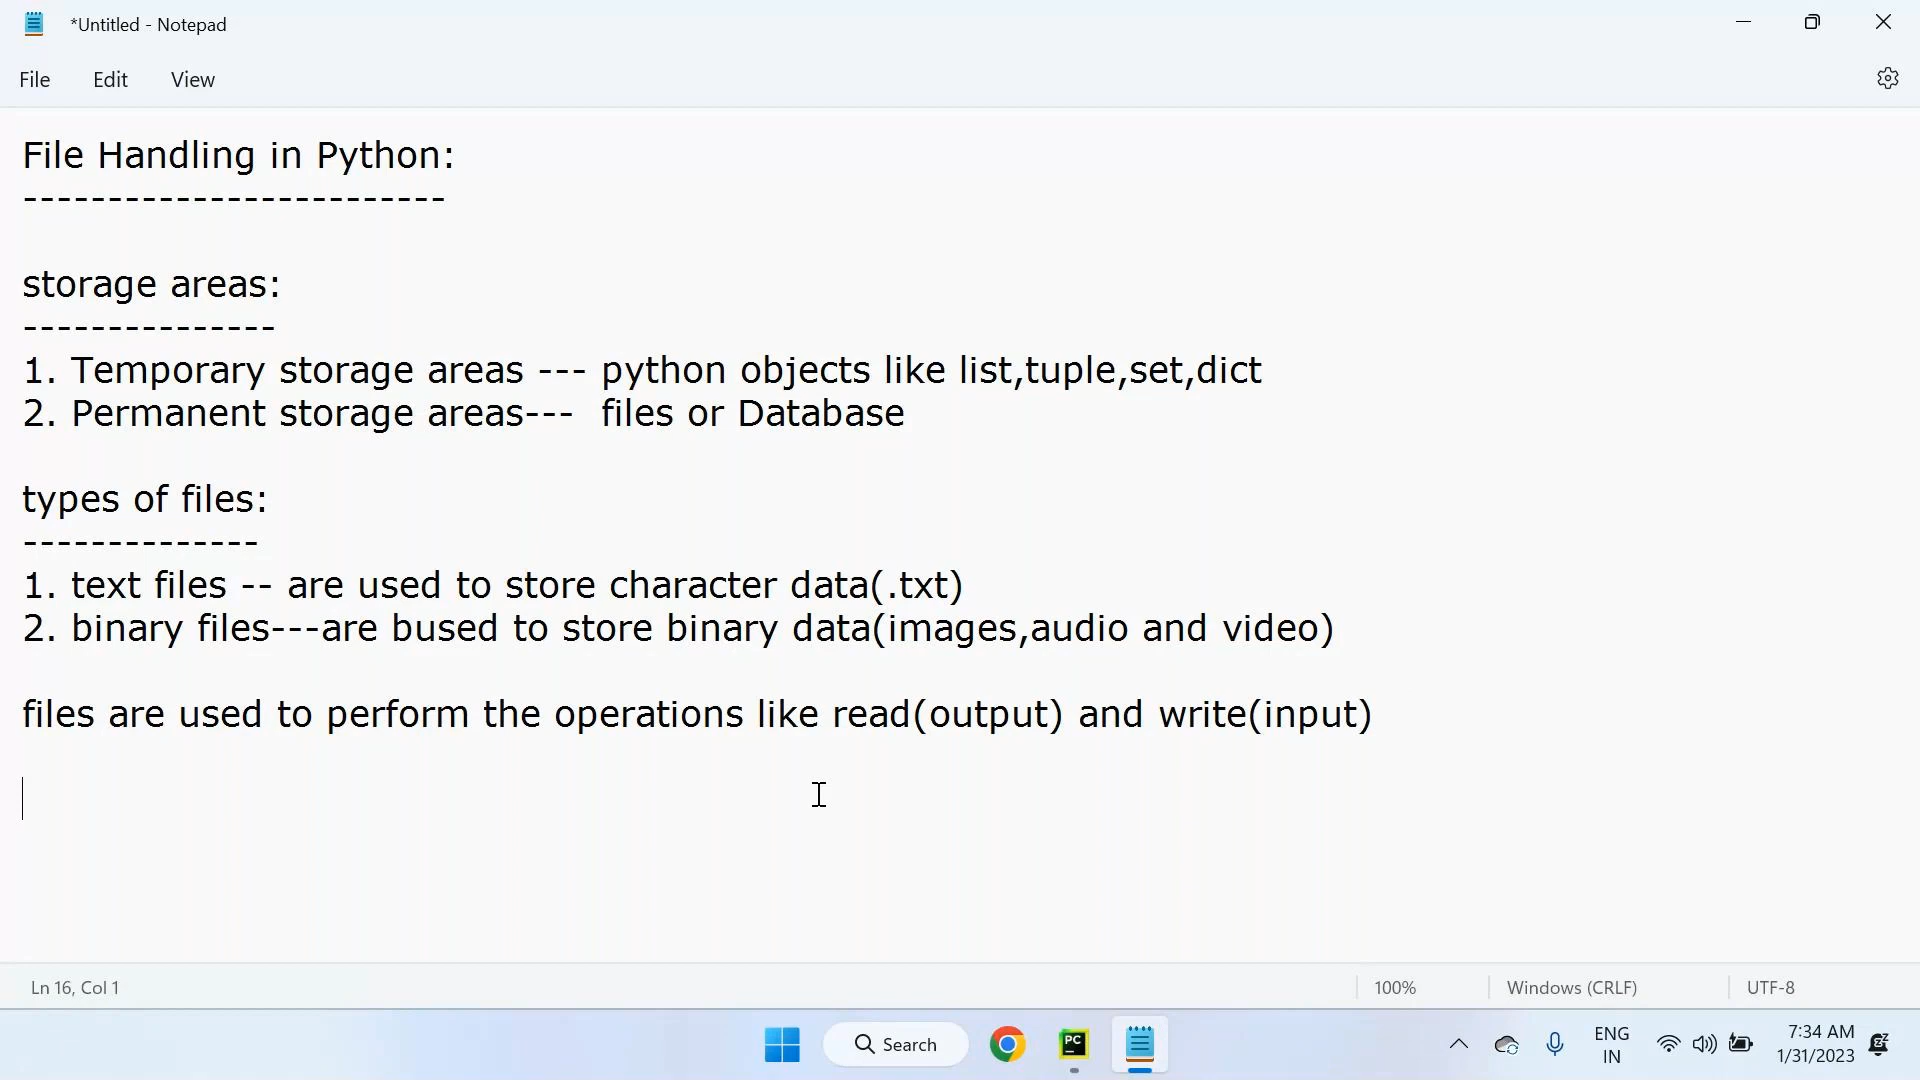 *Untitled - Notepad
File Edit View
File Handling in Python:
-------------------------
storage areas:
---------------
1. Temporary storage areas --- python objects like list,tuple,set,dict
2. Permanent storage areas---  files or Database
types of files:
--------------
1. text files -- are used to store character data(.txt)
2. binary files---are bused to store binary data(images,audio and video)
files are used to perform the operations like read(output) and write(input)
Ln 16, Col 1 100% Windows (CRLF) UTF-8
Search PC ENG 7:34 AM
IN 1/31/2023